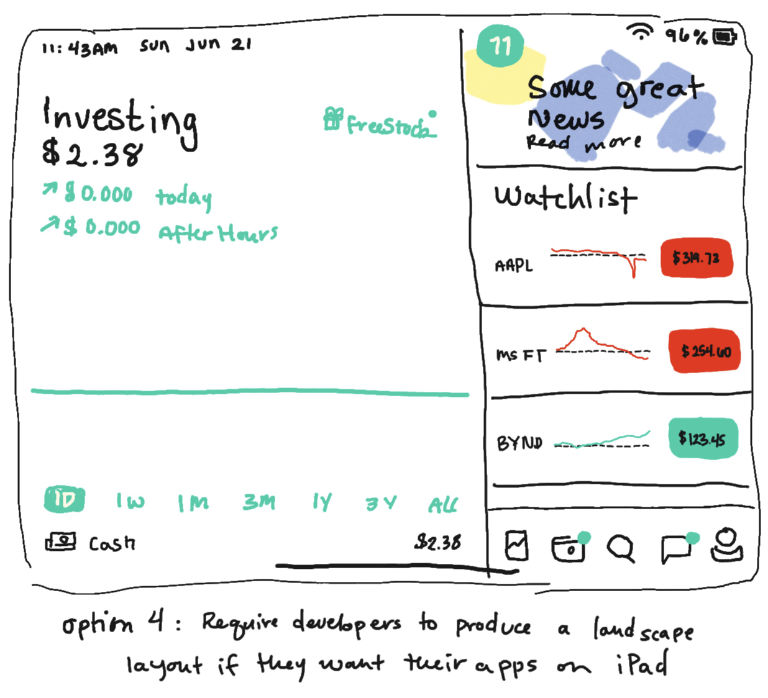 11:43AM Sun Jun 21
96%
Investing
$2.38
Free Stock
↗$0.000 today
↗$0.000 After Hours
11
Some great
News
Read more
Watchlist
AAPL $319.73
MSFT $254.60
BYND $123.45
1D 1W 1M 3M 1Y 3Y ALL
Cash $2.38
option 4: Require developers to produce a landscape
layout if they want their apps on iPad